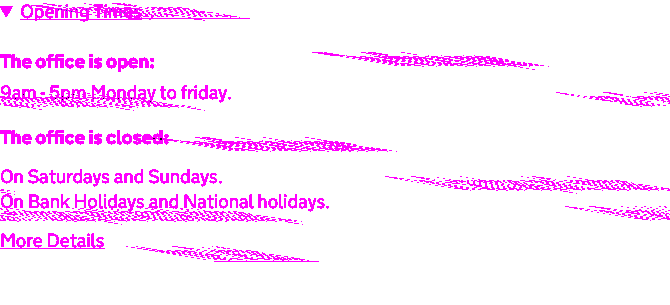 ▼ Opening Times
The office is open:
9am - 5pm Monday to friday.
The office is closed:
On Saturdays and Sundays.
On Bank Holidays and National holidays.
More Details